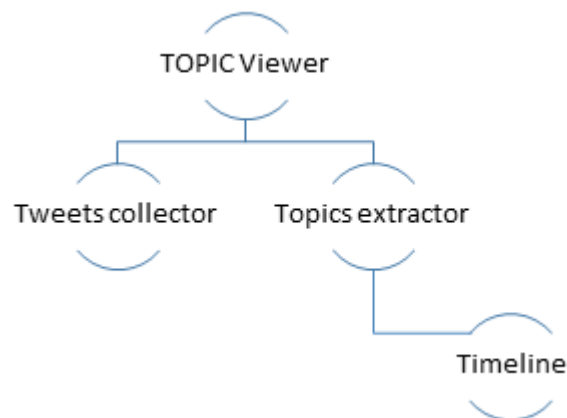 TOPIC Viewer
Tweets collector
Topics extractor
Timeline